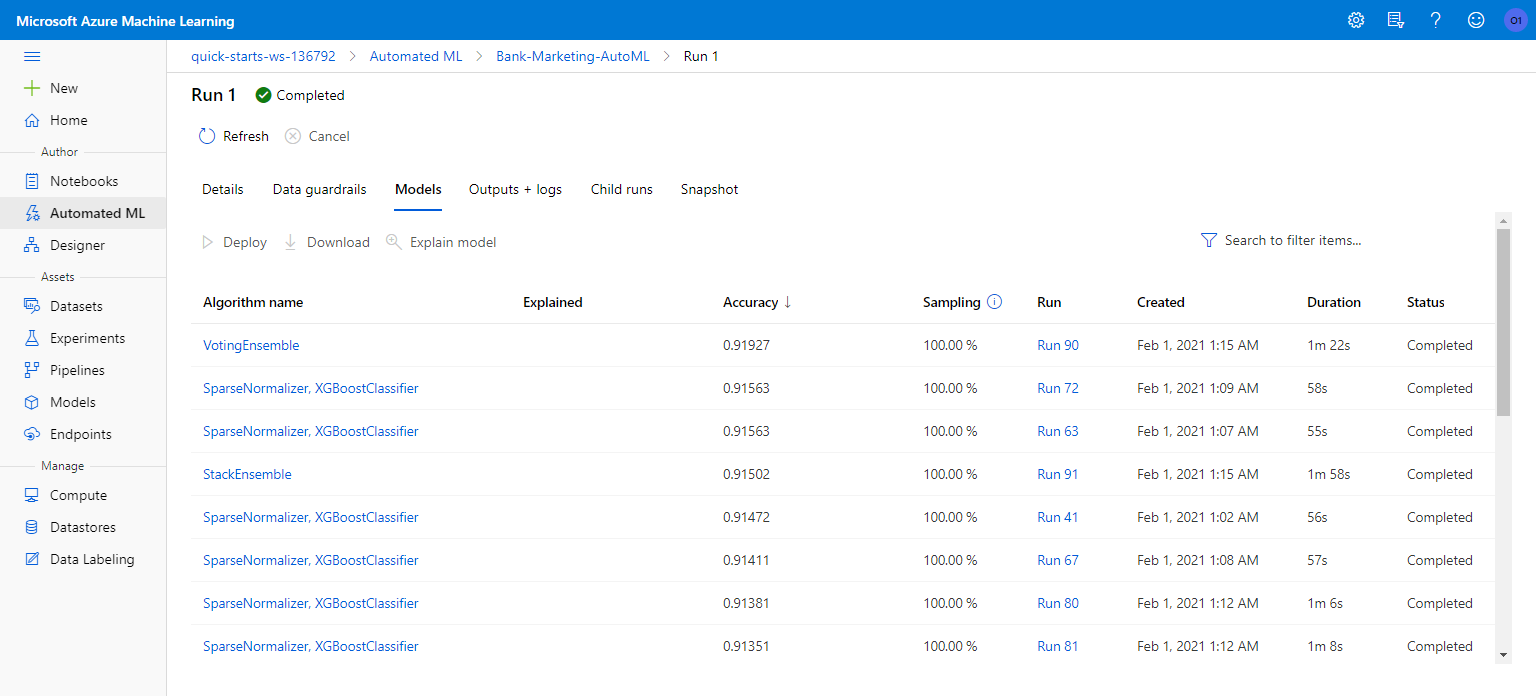 Microsoft Azure Machine Learning
O1
quick-starts-ws-136792 > Automated ML > Bank-Marketing-AutoML > Run 1
New
Home
Author
Notebooks
Automated ML
Designer
Assets
Datasets
Experiments
Pipelines
Models
Endpoints
Manage
Compute
Datastores
Data Labeling
Run 1 Completed
Refresh Cancel
Details Data guardrails Models Outputs + logs Child runs Snapshot
Deploy Download Explain model Search to filter items...
Algorithm name Explained Accuracy ↓ Sampling Run Created Duration Status
VotingEnsemble 0.91927 100.00 % Run 90 Feb 1, 2021 1:15 AM 1m 22s Completed
SparseNormalizer, XGBoostClassifier 0.91563 100.00 % Run 72 Feb 1, 2021 1:09 AM 58s Completed
SparseNormalizer, XGBoostClassifier 0.91563 100.00 % Run 63 Feb 1, 2021 1:07 AM 55s Completed
StackEnsemble 0.91502 100.00 % Run 91 Feb 1, 2021 1:15 AM 1m 58s Completed
SparseNormalizer, XGBoostClassifier 0.91472 100.00 % Run 41 Feb 1, 2021 1:02 AM 56s Completed
SparseNormalizer, XGBoostClassifier 0.91411 100.00 % Run 67 Feb 1, 2021 1:08 AM 57s Completed
SparseNormalizer, XGBoostClassifier 0.91381 100.00 % Run 80 Feb 1, 2021 1:12 AM 1m 6s Completed
SparseNormalizer, XGBoostClassifier 0.91351 100.00 % Run 81 Feb 1, 2021 1:12 AM 1m 8s Completed